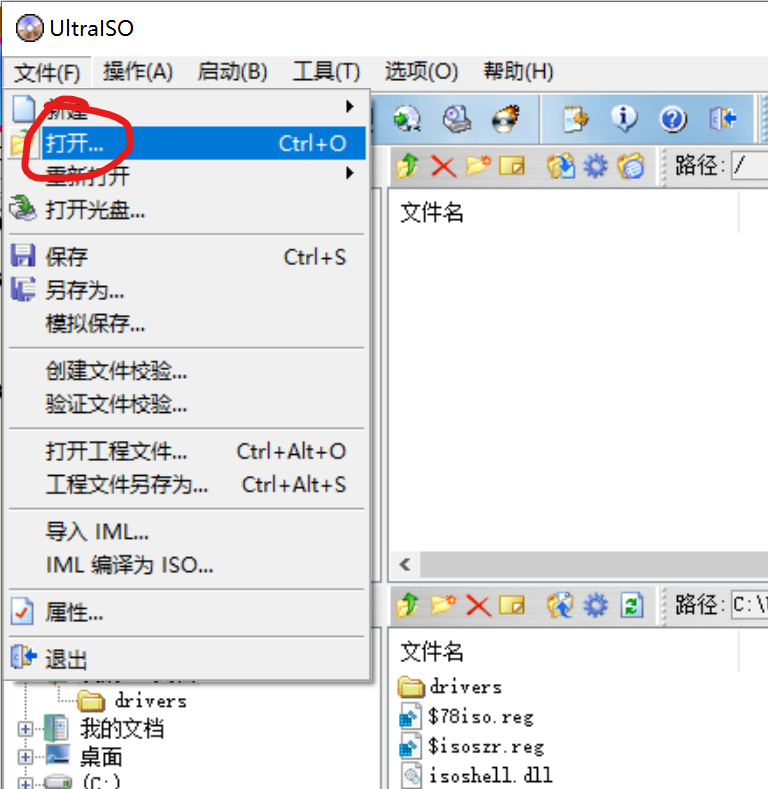 UltraISO
文件(F) 操作(A) 启动(B) 工具(T) 选项(O) 帮助(H)
新建
打开... Ctrl+O
重新打开
打开光盘...
保存 Ctrl+S
另存为...
模拟保存...
创建文件校验...
验证文件校验...
打开工程文件... Ctrl+Alt+O
工程文件另存为... Ctrl+Alt+S
导入 IML...
IML 编译为 ISO...
属性...
退出
drivers
我的文档
桌面
(C:)
路径: /
文件名
路径: C:\
文件名
drivers
$78iso.reg
$isoszr.reg
isoshell.dll